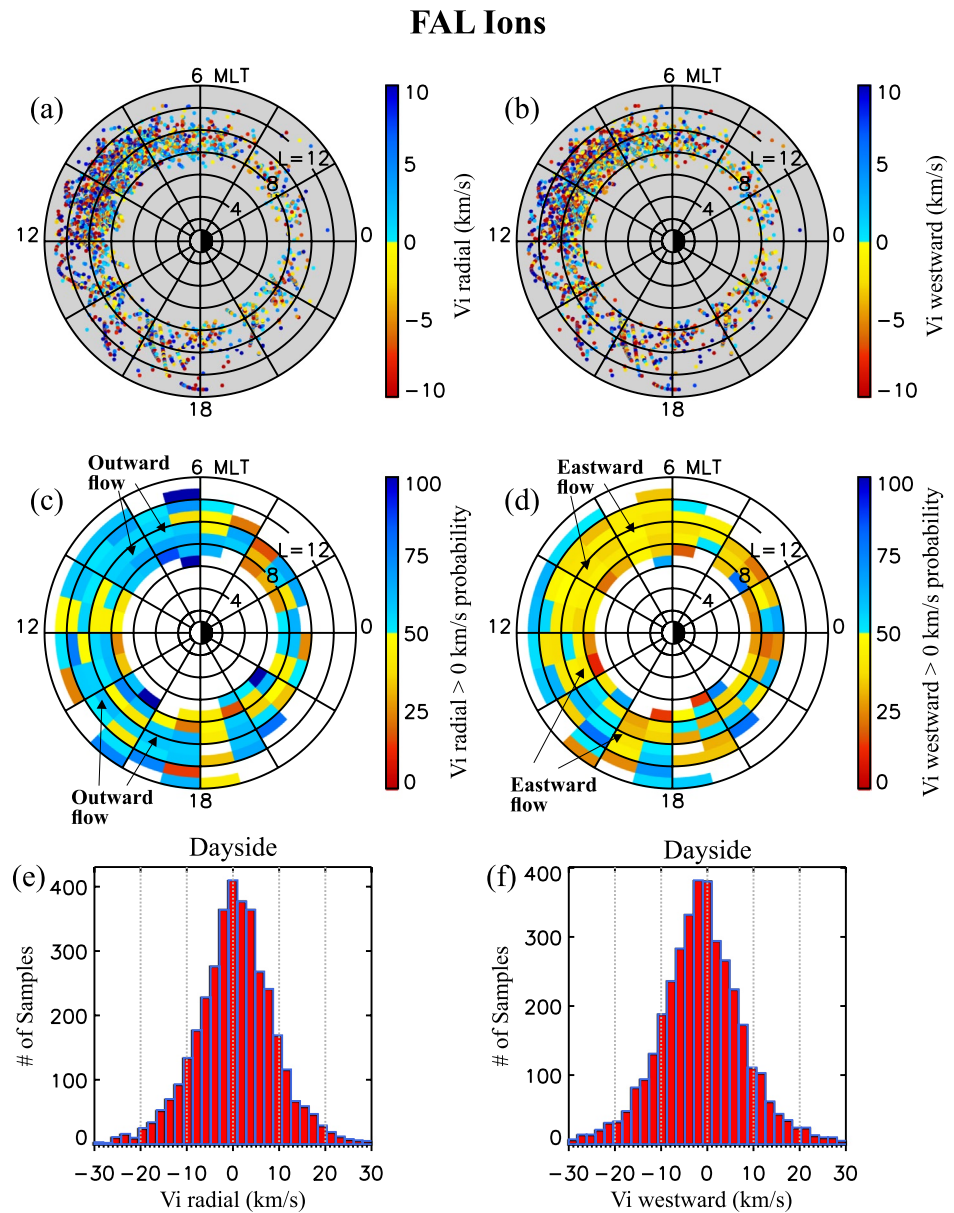 FAL Ions
(a)
6 MLT
L=12
8
4
12
0
18
10
5
0
−5
−10
Vi radial (km/s)
(b)
6 MLT
L=12
8
4
12
0
18
10
5
0
−5
−10
Vi westward (km/s)
(c)
Outward
flow
6 MLT
L=12
8
4
12
0
18
Outward
flow
100
75
50
25
0
Vi radial > 0 km/s probability
(d)
Eastward
flow
6 MLT
L=12
8
4
12
0
18
Eastward
flow
100
75
50
25
0
Vi westward > 0 km/s probability
(e)
Dayside
400
300
200
100
0
# of Samples
−30 −20 −10 0 10 20 30
Vi radial (km/s)
(f)
Dayside
400
300
200
100
0
# of Samples
−30 −20 −10 0 10 20 30
Vi westward (km/s)